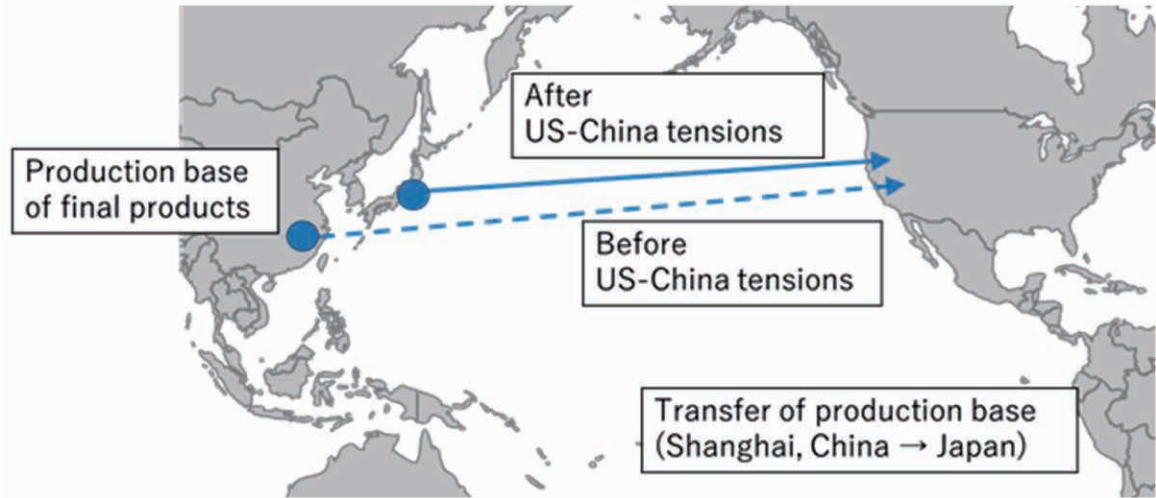 After
US-China tensions
Production base
of final products
Before
US-China tensions
Transfer of production base
(Shanghai, China → Japan)